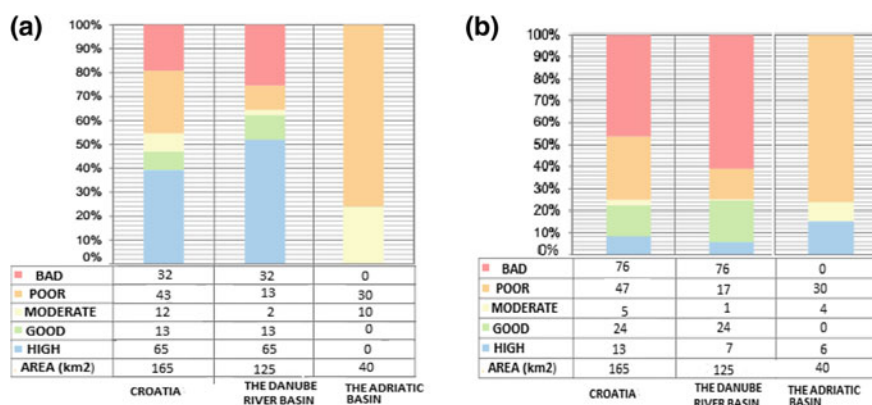 (a)
100%
90%
80%
70%
60%
50%
40%
30%
20%
10%
0%
BAD 32 32 0
POOR 43 13 30
MODERATE 12 2 10
GOOD 13 13 0
HIGH 65 65 0
AREA (km2) 165 125 40
CROATIA THE DANUBE RIVER BASIN THE ADRIATIC BASIN
(b)
100%
90%
80%
70%
60%
50%
40%
30%
20%
10%
0%
BAD 76 76 0
POOR 47 17 30
MODERATE 5 1 4
GOOD 24 24 0
HIGH 13 7 6
AREA (km2) 165 125 40
CROATIA THE DANUBE RIVER BASIN THE ADRIATIC BASIN